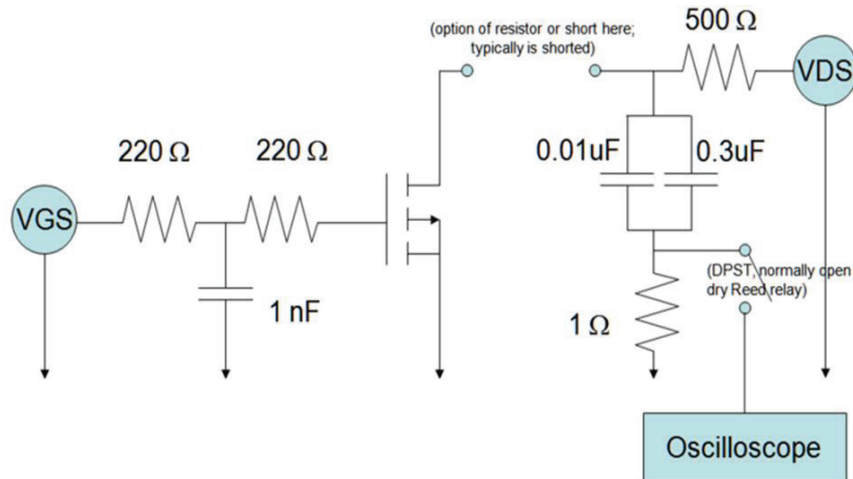 (option of resistor or short here;
typically is shorted)
500 Ω
VDS
220 Ω
220 Ω
0.01uF
0.3uF
VGS
(DPST, normally open
dry Reed relay)
1 nF
1 Ω
Oscilloscope